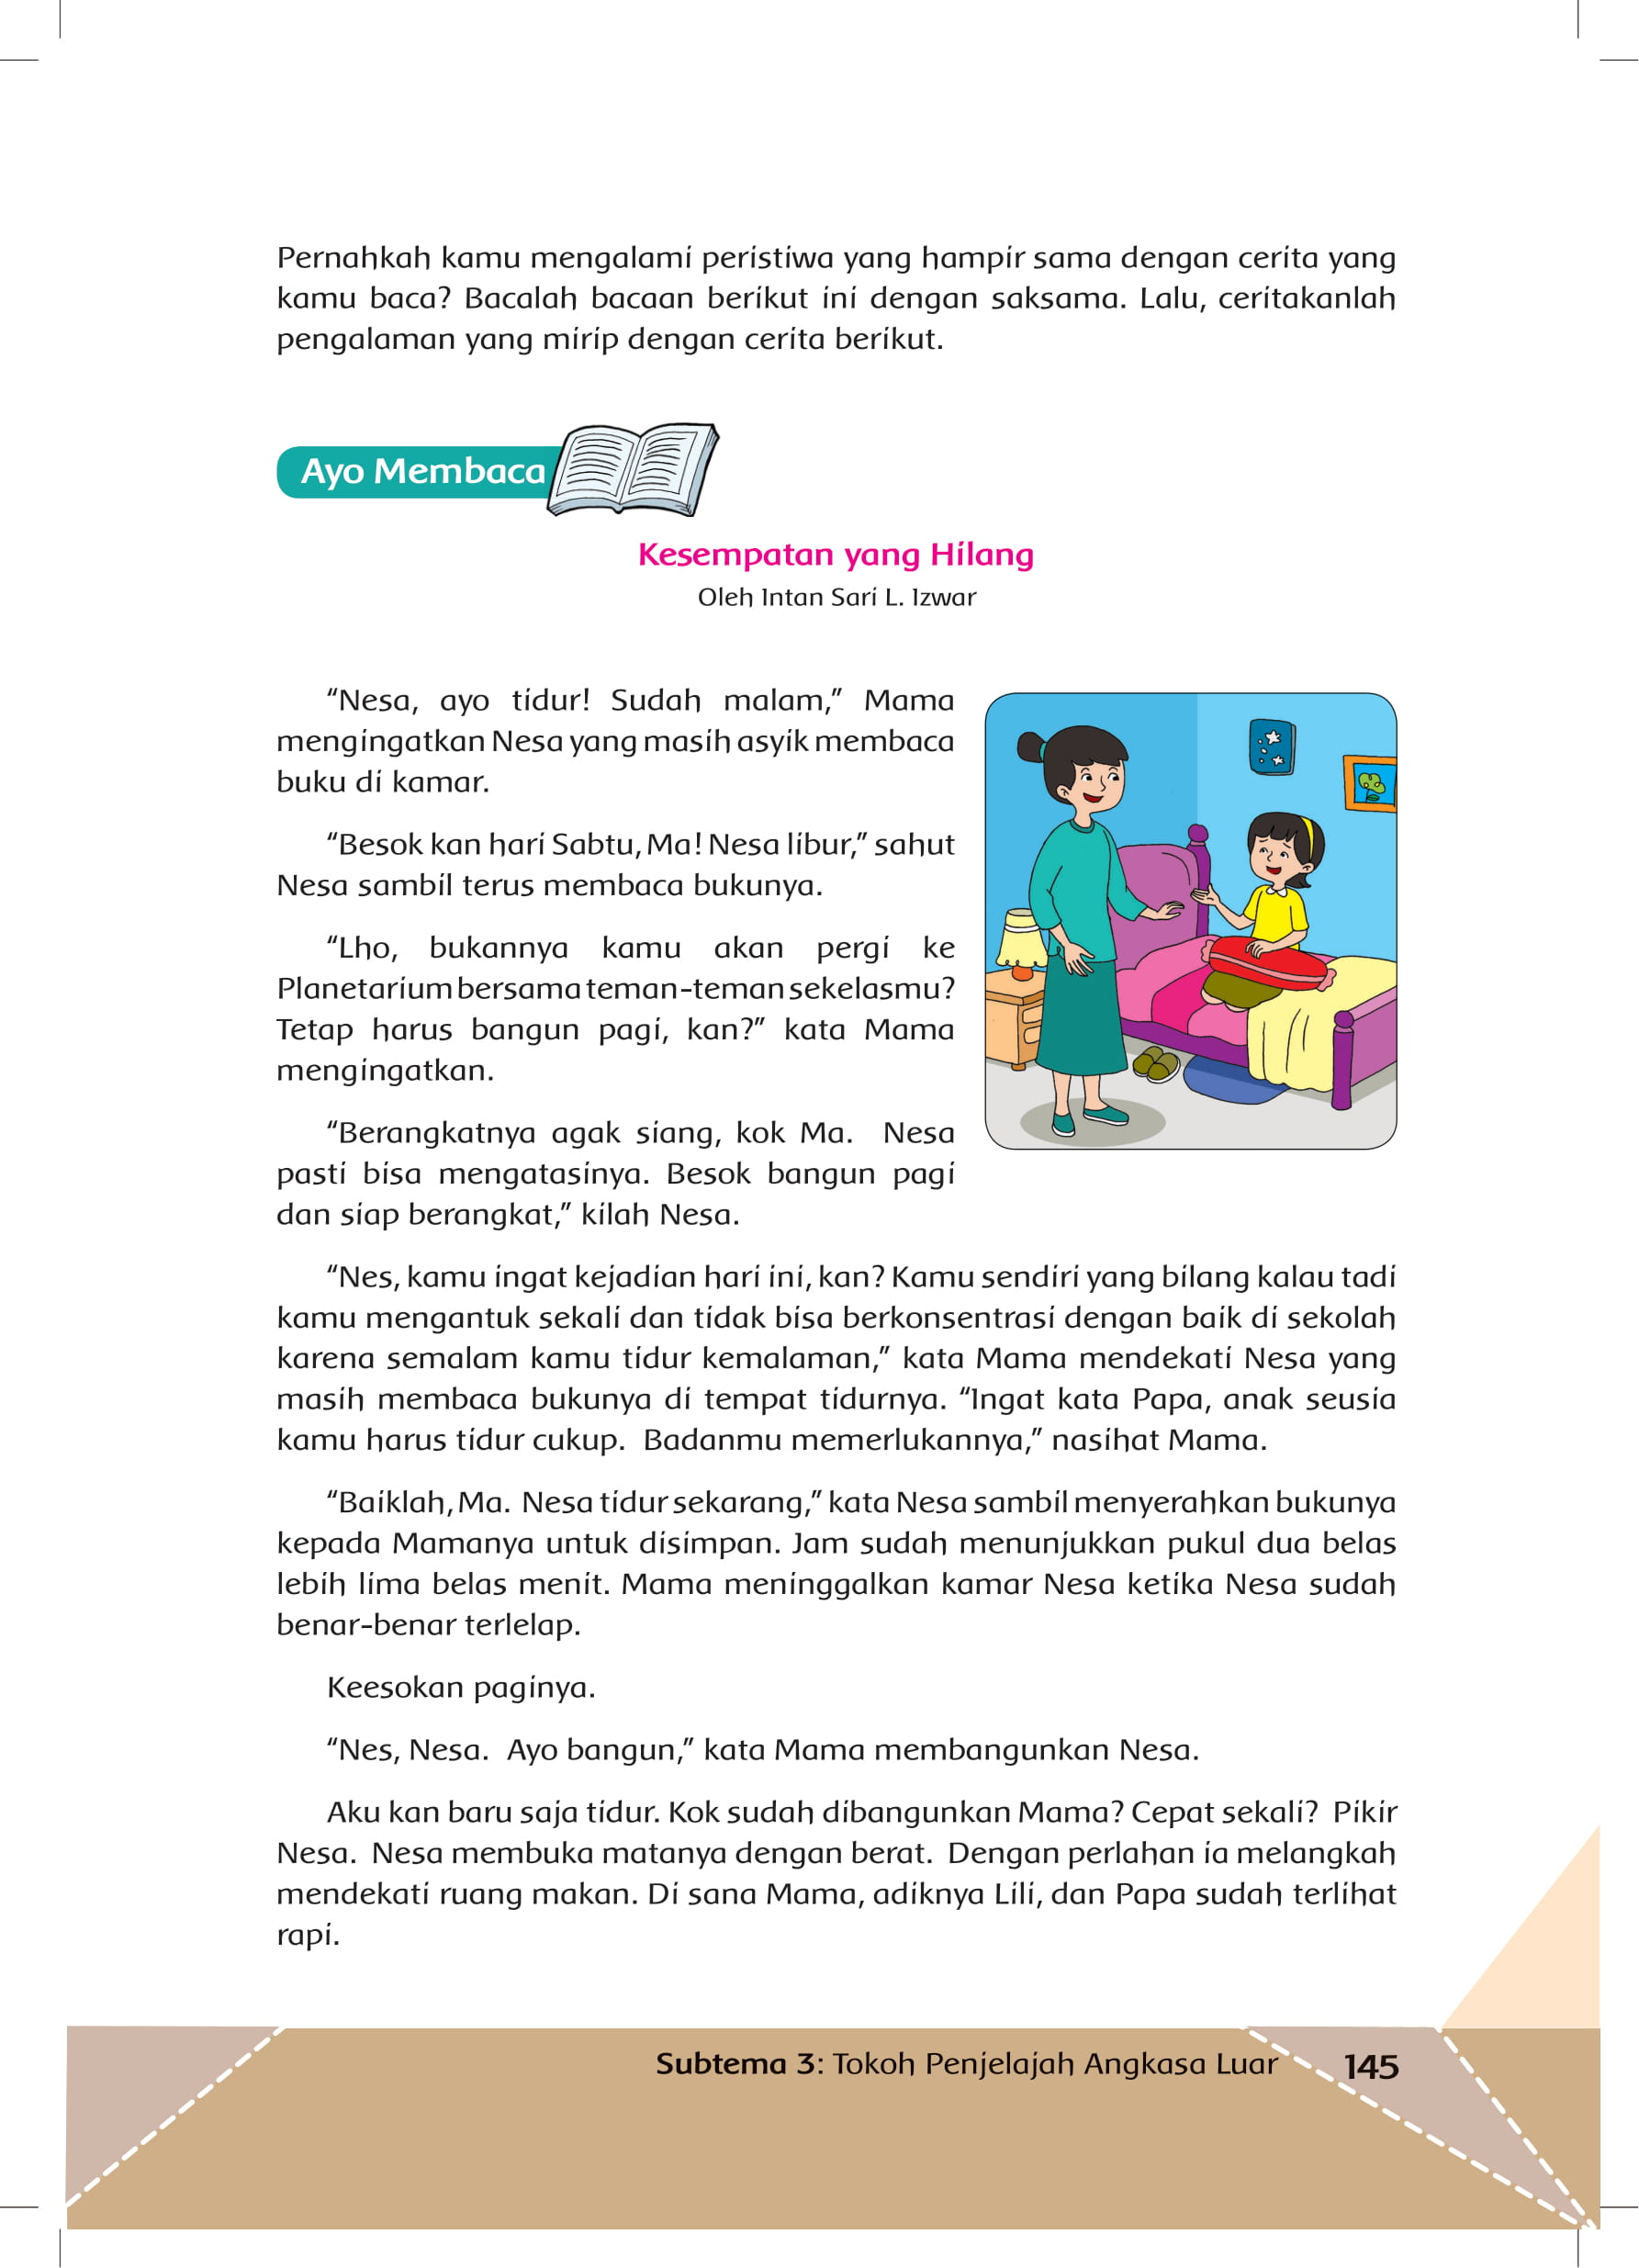 Pernahkah kamu mengalami peristiwa yang hampir sama dengan cerita yang
kamu baca? Bacalah bacaan berikut ini dengan saksama. Lalu, ceritakanlah
pengalaman yang mirip dengan cerita berikut.
Ayo Membaca
Kesempatan yang Hilang
Oleh Intan Sari L. Izwar
“Nesa, ayo tidur! Sudah malam,” Mama
mengingatkan Nesa yang masih asyik membaca
buku di kamar.
“Besok kan hari Sabtu, Ma! Nesa libur,” sahut
Nesa sambil terus membaca bukunya.
“Lho, bukannya kamu akan pergi ke
Planetarium bersama teman-teman sekelasmu?
Tetap harus bangun pagi, kan?” kata Mama
mengingatkan.
“Berangkatnya agak siang, kok Ma. Nesa
pasti bisa mengatasinya. Besok bangun pagi
dan siap berangkat,” kilah Nesa.
“Nes, kamu ingat kejadian hari ini, kan? Kamu sendiri yang bilang kalau tadi
kamu mengantuk sekali dan tidak bisa berkonsentrasi dengan baik di sekolah
karena semalam kamu tidur kemalaman,” kata Mama mendekati Nesa yang
masih membaca bukunya di tempat tidurnya. “Ingat kata Papa, anak seusia
kamu harus tidur cukup. Badanmu memerlukannya,” nasihat Mama.
“Baiklah, Ma. Nesa tidur sekarang,” kata Nesa sambil menyerahkan bukunya
kepada Mamanya untuk disimpan. Jam sudah menunjukkan pukul dua belas
lebih lima belas menit. Mama meninggalkan kamar Nesa ketika Nesa sudah
benar-benar terlelap.
Keesokan paginya.
“Nes, Nesa. Ayo bangun,” kata Mama membangunkan Nesa.
Aku kan baru saja tidur. Kok sudah dibangunkan Mama? Cepat sekali? Pikir
Nesa. Nesa membuka matanya dengan berat. Dengan perlahan ia melangkah
mendekati ruang makan. Di sana Mama, adiknya Lili, dan Papa sudah terlihat
rapi.
Subtema 3: Tokoh Penjelajah Angkasa Luar 145